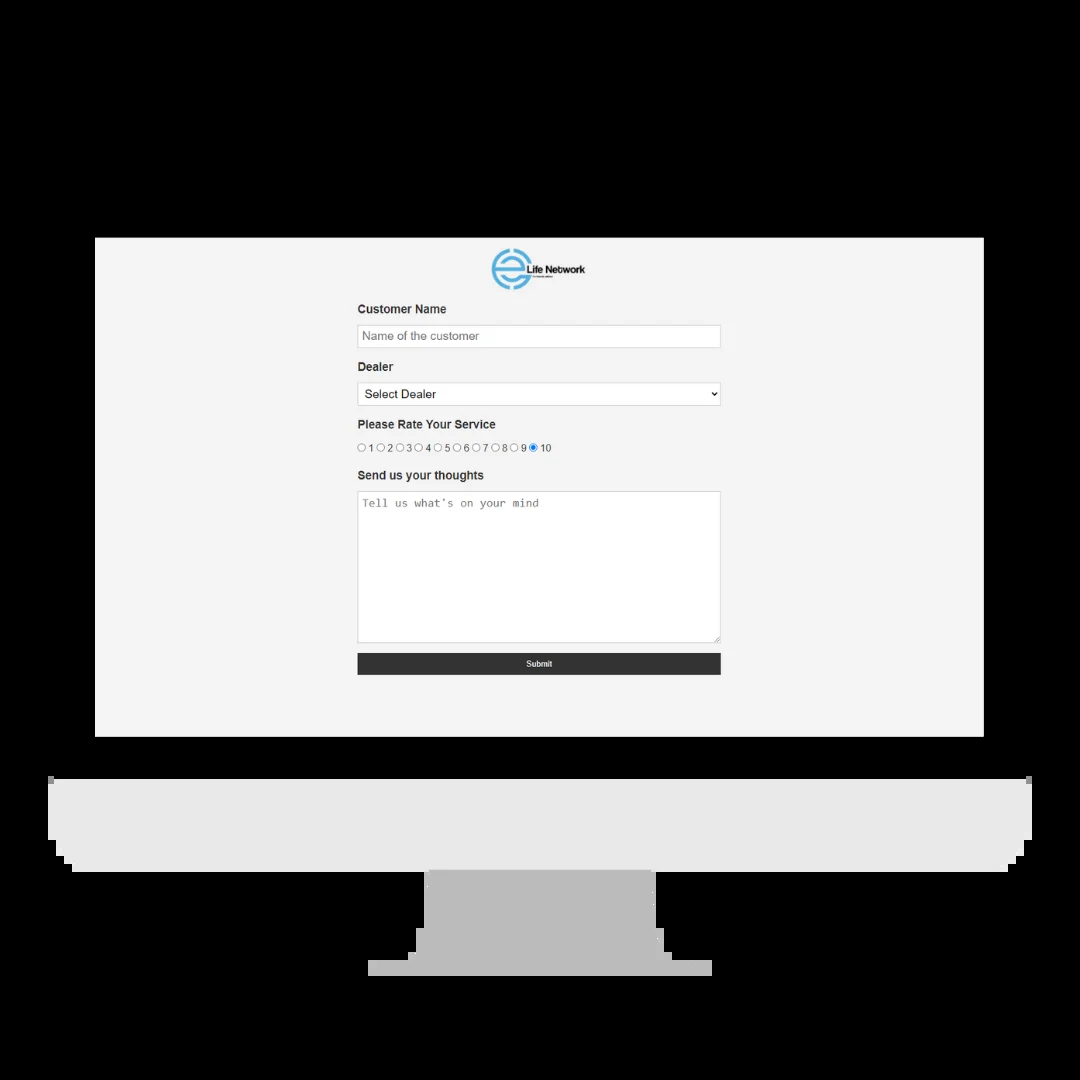 Life Network
Customer Name
Name of the customer
Dealer
Select Dealer
Please Rate Your Service
1 2 3 4 5 6 7 8 9 10
Send us your thoughts
Tell us what's on your mind
Submit